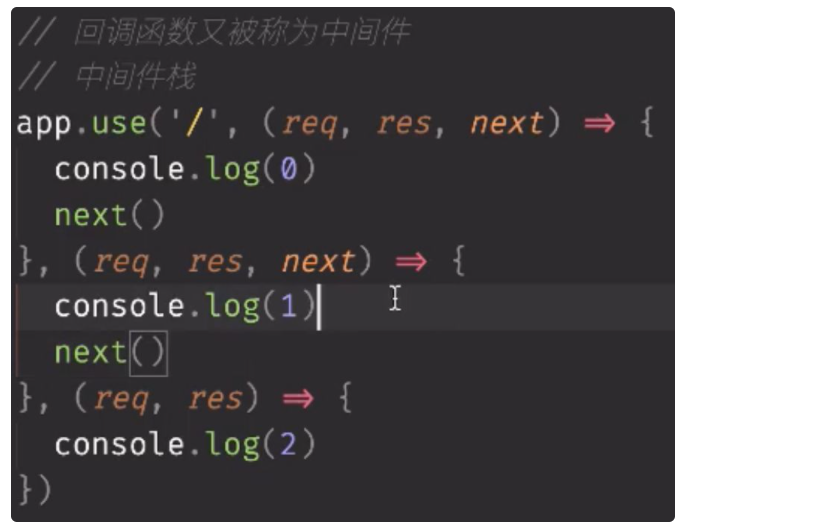 // 回调函数又被称为中间件
// 中间件栈
app.use('/', (req, res, next) => {
  console.log(0)
  next()
}, (req, res, next) => {
  console.log(1)
  next()
}, (req, res) => {
  console.log(2)
})